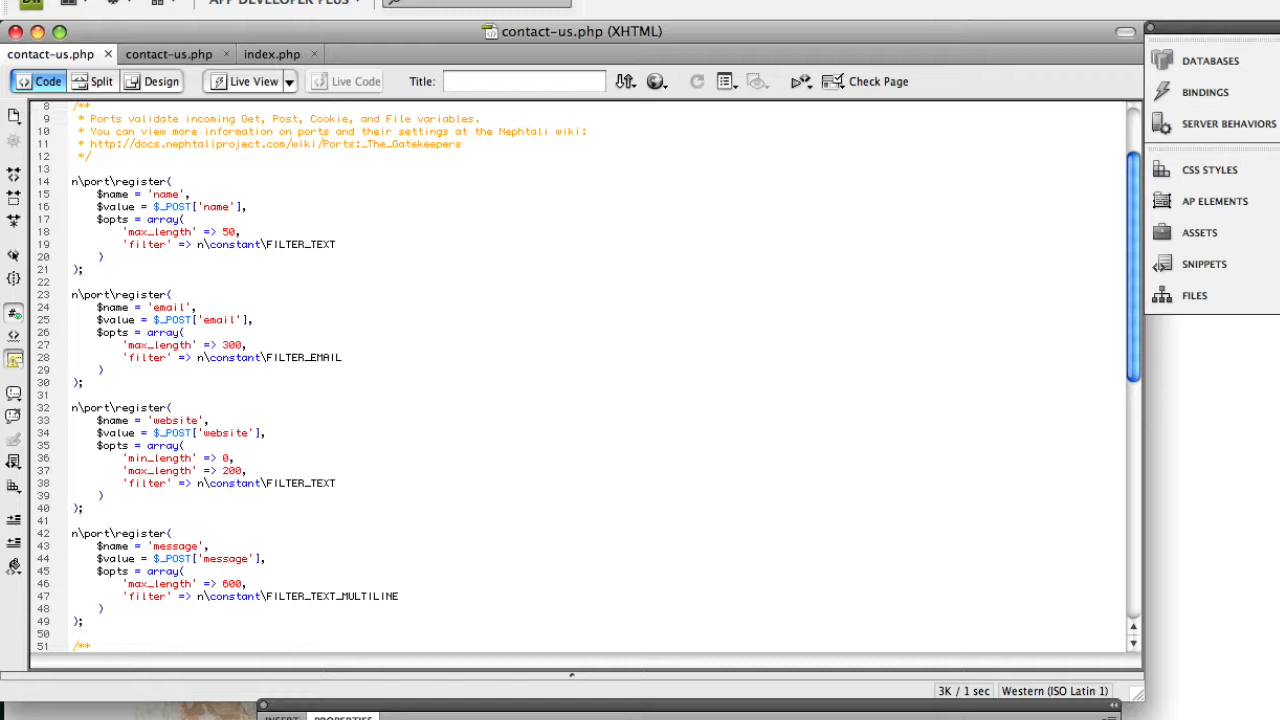 Dw
APP DEVELOPER PLUS
contact-us.php (XHTML)
contact-us.php × contact-us.php × index.php ×
Code Split Design Live View Live Code Title: Check Page
8 /**
9 * Ports validate incoming Get, Post, Cookie, and File variables.
10 * You can view more information on ports and their settings at the Nephtali wiki:
11 * http://docs.nephtaliproject.com/wiki/Ports:_The_Gatekeepers
12 */
13
14 n\port\register(
15 $name = 'name',
16 $value = $_POST['name'],
17 $opts = array(
18 'max_length' => 50,
19 'filter' => n\constant\FILTER_TEXT
20 )
21 );
22
23 n\port\register(
24 $name = 'email',
25 $value = $_POST['email'],
26 $opts = array(
27 'max_length' => 300,
28 'filter' => n\constant\FILTER_EMAIL
29 )
30 );
31
32 n\port\register(
33 $name = 'website',
34 $value = $_POST['website'],
35 $opts = array(
36 'min_length' => 0,
37 'max_length' => 200,
38 'filter' => n\constant\FILTER_TEXT
39 )
40 );
41
42 n\port\register(
43 $name = 'message',
44 $value = $_POST['message'],
45 $opts = array(
46 'max_length' => 600,
47 'filter' => n\constant\FILTER_TEXT_MULTILINE
48 )
49 );
50
51 /**
3K / 1 sec Western (ISO Latin 1)
DATABASES
BINDINGS
SERVER BEHAVIORS
CSS STYLES
AP ELEMENTS
ASSETS
SNIPPETS
FILES
INSERT PROPERTIES